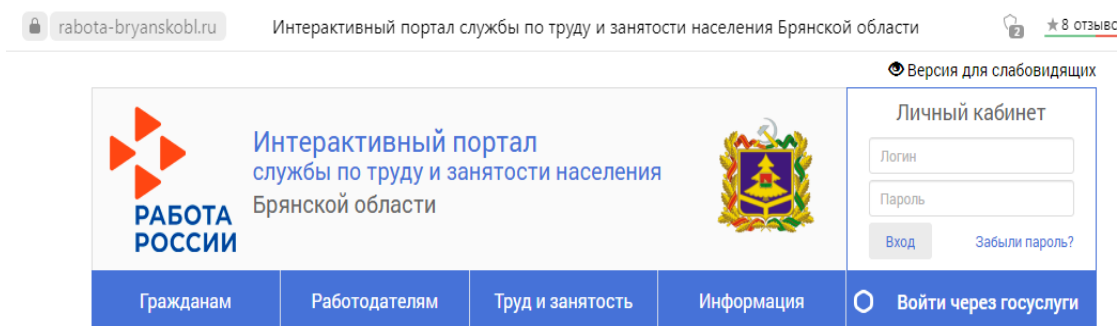 rabota-bryanskobl.ru Интерактивный портал службы по труду и занятости населения Брянской области 2 ★8 отзывс
Версия для слабовидящих
Личный кабинет
Интерактивный портал
службы по труду и занятости населения
Брянской области
РАБОТА
РОССИИ
Логин
Пароль
Вход Забыли пароль?
Гражданам Работодателям Труд и занятость Информация Войти через госуслуги